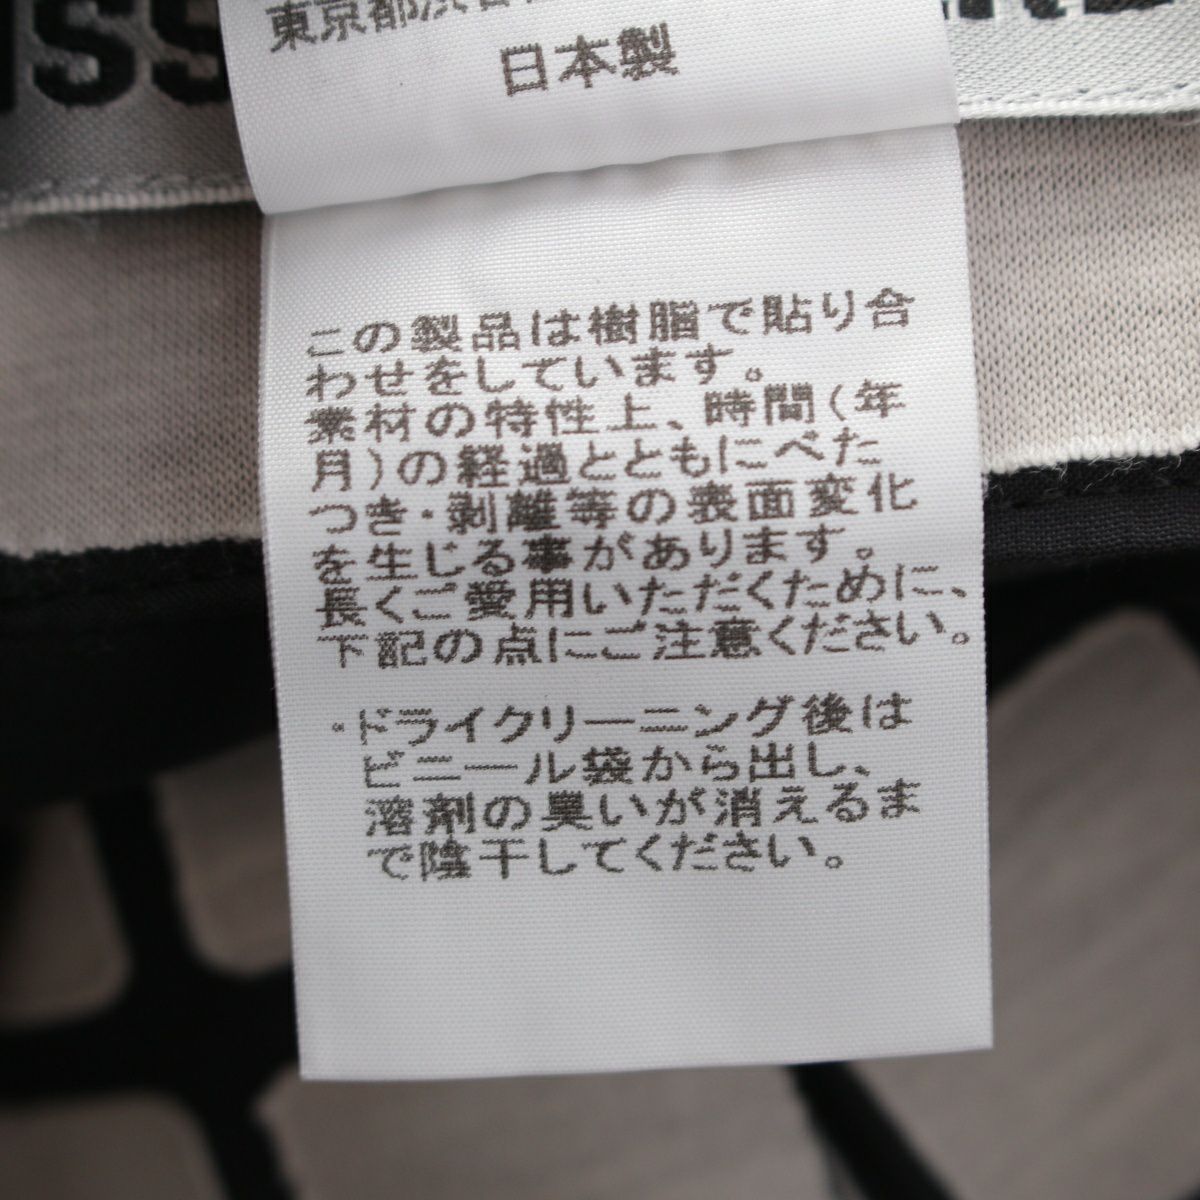 東京都渋谷
日本製
この製品は樹脂で貼り合
わせをしています。
素材の特性上、時間(年
月)の経過とともにべた
つき・剥離等の表面変化
を生じる事があります。
長くご愛用いただくために、
下記の点にご注意ください。
・ドライクリーニング後は
ビニール袋から出し、
溶剤の臭いが消えるま
で陰干してください。